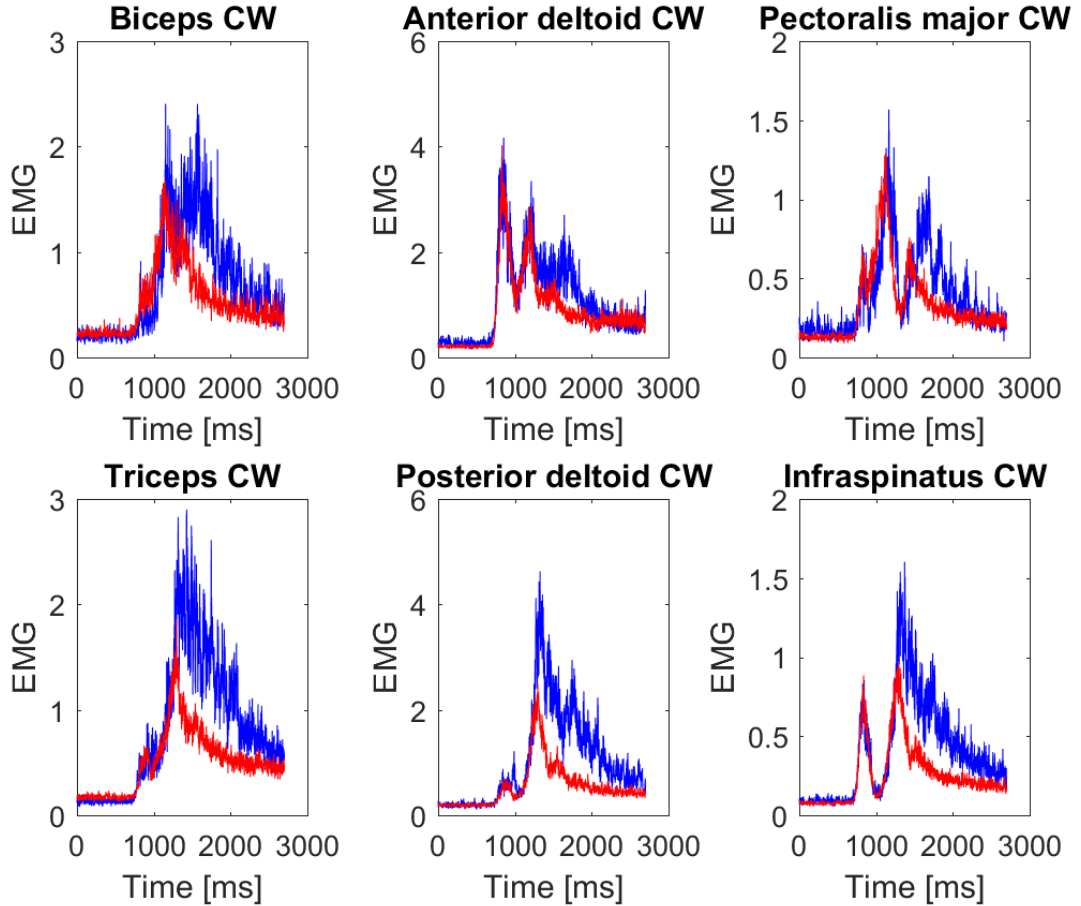 Biceps CW
3
2
1
0
EMG
0 1000 2000 3000
Time [ms]
Anterior deltoid CW
6
4
2
0
EMG
0 1000 2000 3000
Time [ms]
Pectoralis major CW
2
1.5
1
0.5
0
EMG
0 1000 2000 3000
Time [ms]
Triceps CW
3
2
1
0
EMG
0 1000 2000 3000
Time [ms]
Posterior deltoid CW
6
4
2
0
EMG
0 1000 2000 3000
Time [ms]
Infraspinatus CW
2
1.5
1
0.5
0
EMG
0 1000 2000 3000
Time [ms]